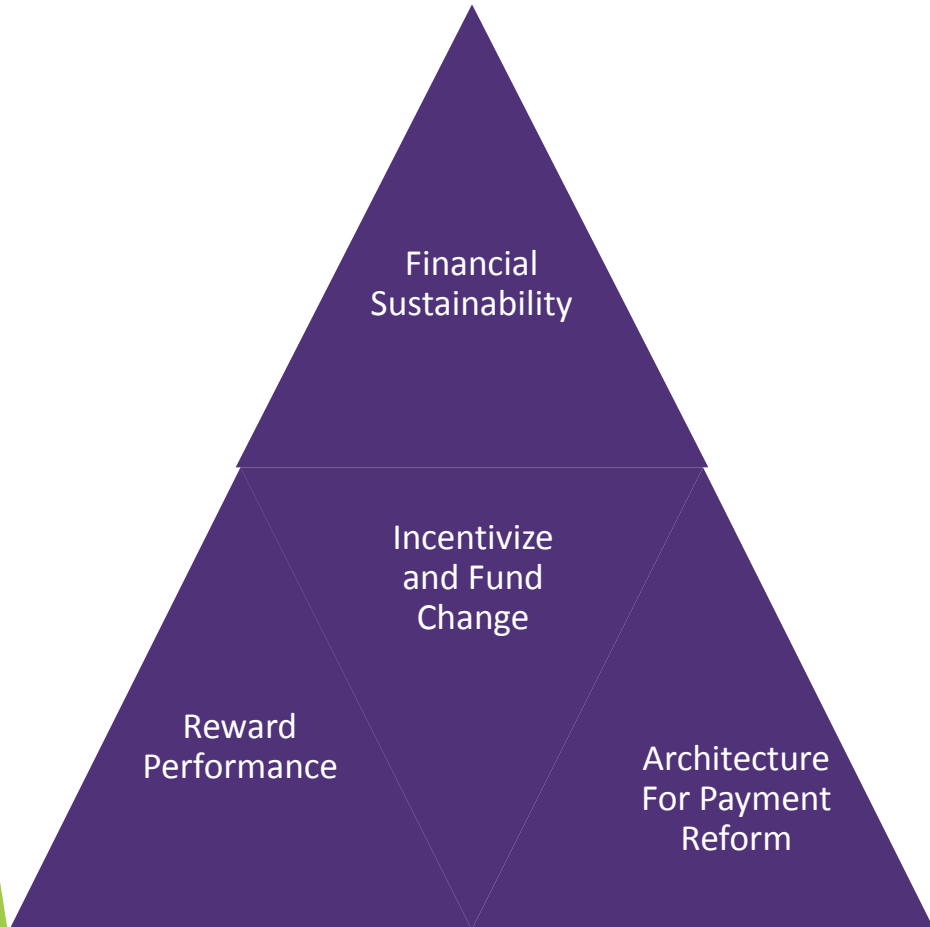 Financial
Sustainability
Incentivize
and Fund
Change
Reward
Performance
Architecture
For Payment
Reform